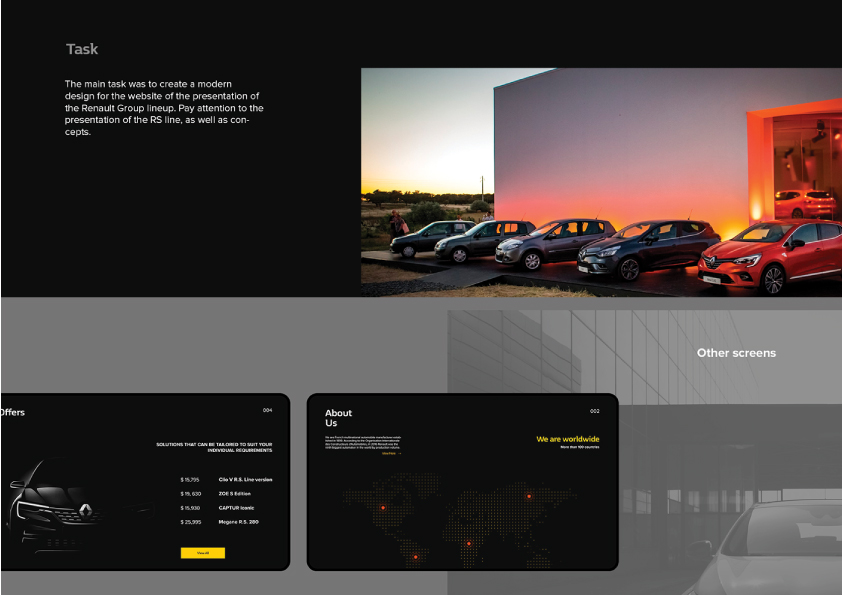 Task
The main task was to create a modern
design for the website of the presentation of
the Renault Group lineup. Pay attention to the
presentation of the RS line, as well as con-
cepts.
Other screens
Offers
004
SOLUTIONS THAT CAN BE TAILORED TO SUIT YOUR
INDIVIDUAL REQUIREMENTS
$ 15,795 Clio V R.S. Line version
$ 19, 630 ZOE S Edition
$ 15,930 CAPTUR Iconic
$ 25,995 Megane R.S. 280
View All
About
Us
002
We are worldwide
More than 100 countries